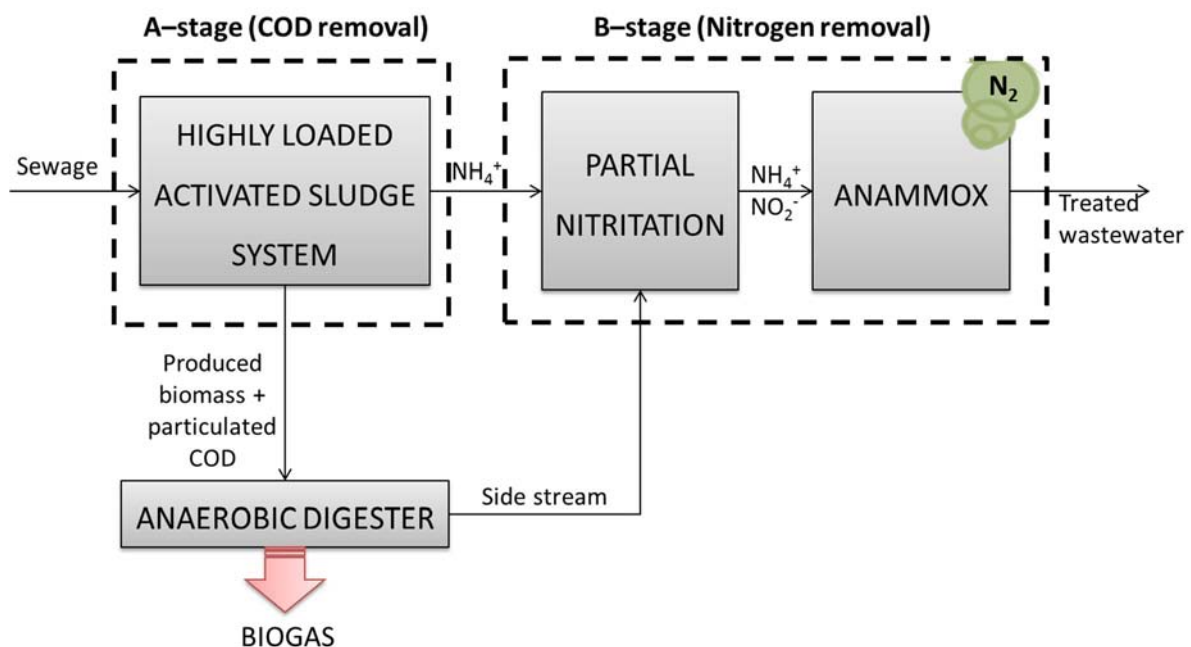 A–stage (COD removal)
B–stage (Nitrogen removal)
N₂
HIGHLY LOADED
ACTIVATED SLUDGE
SYSTEM
Sewage
NH₄⁺
PARTIAL
NITRITATION
NH₄⁺
NO₂⁻
ANAMMOX
Treated
wastewater
Produced
biomass +
particulated
COD
ANAEROBIC DIGESTER
Side stream
BIOGAS